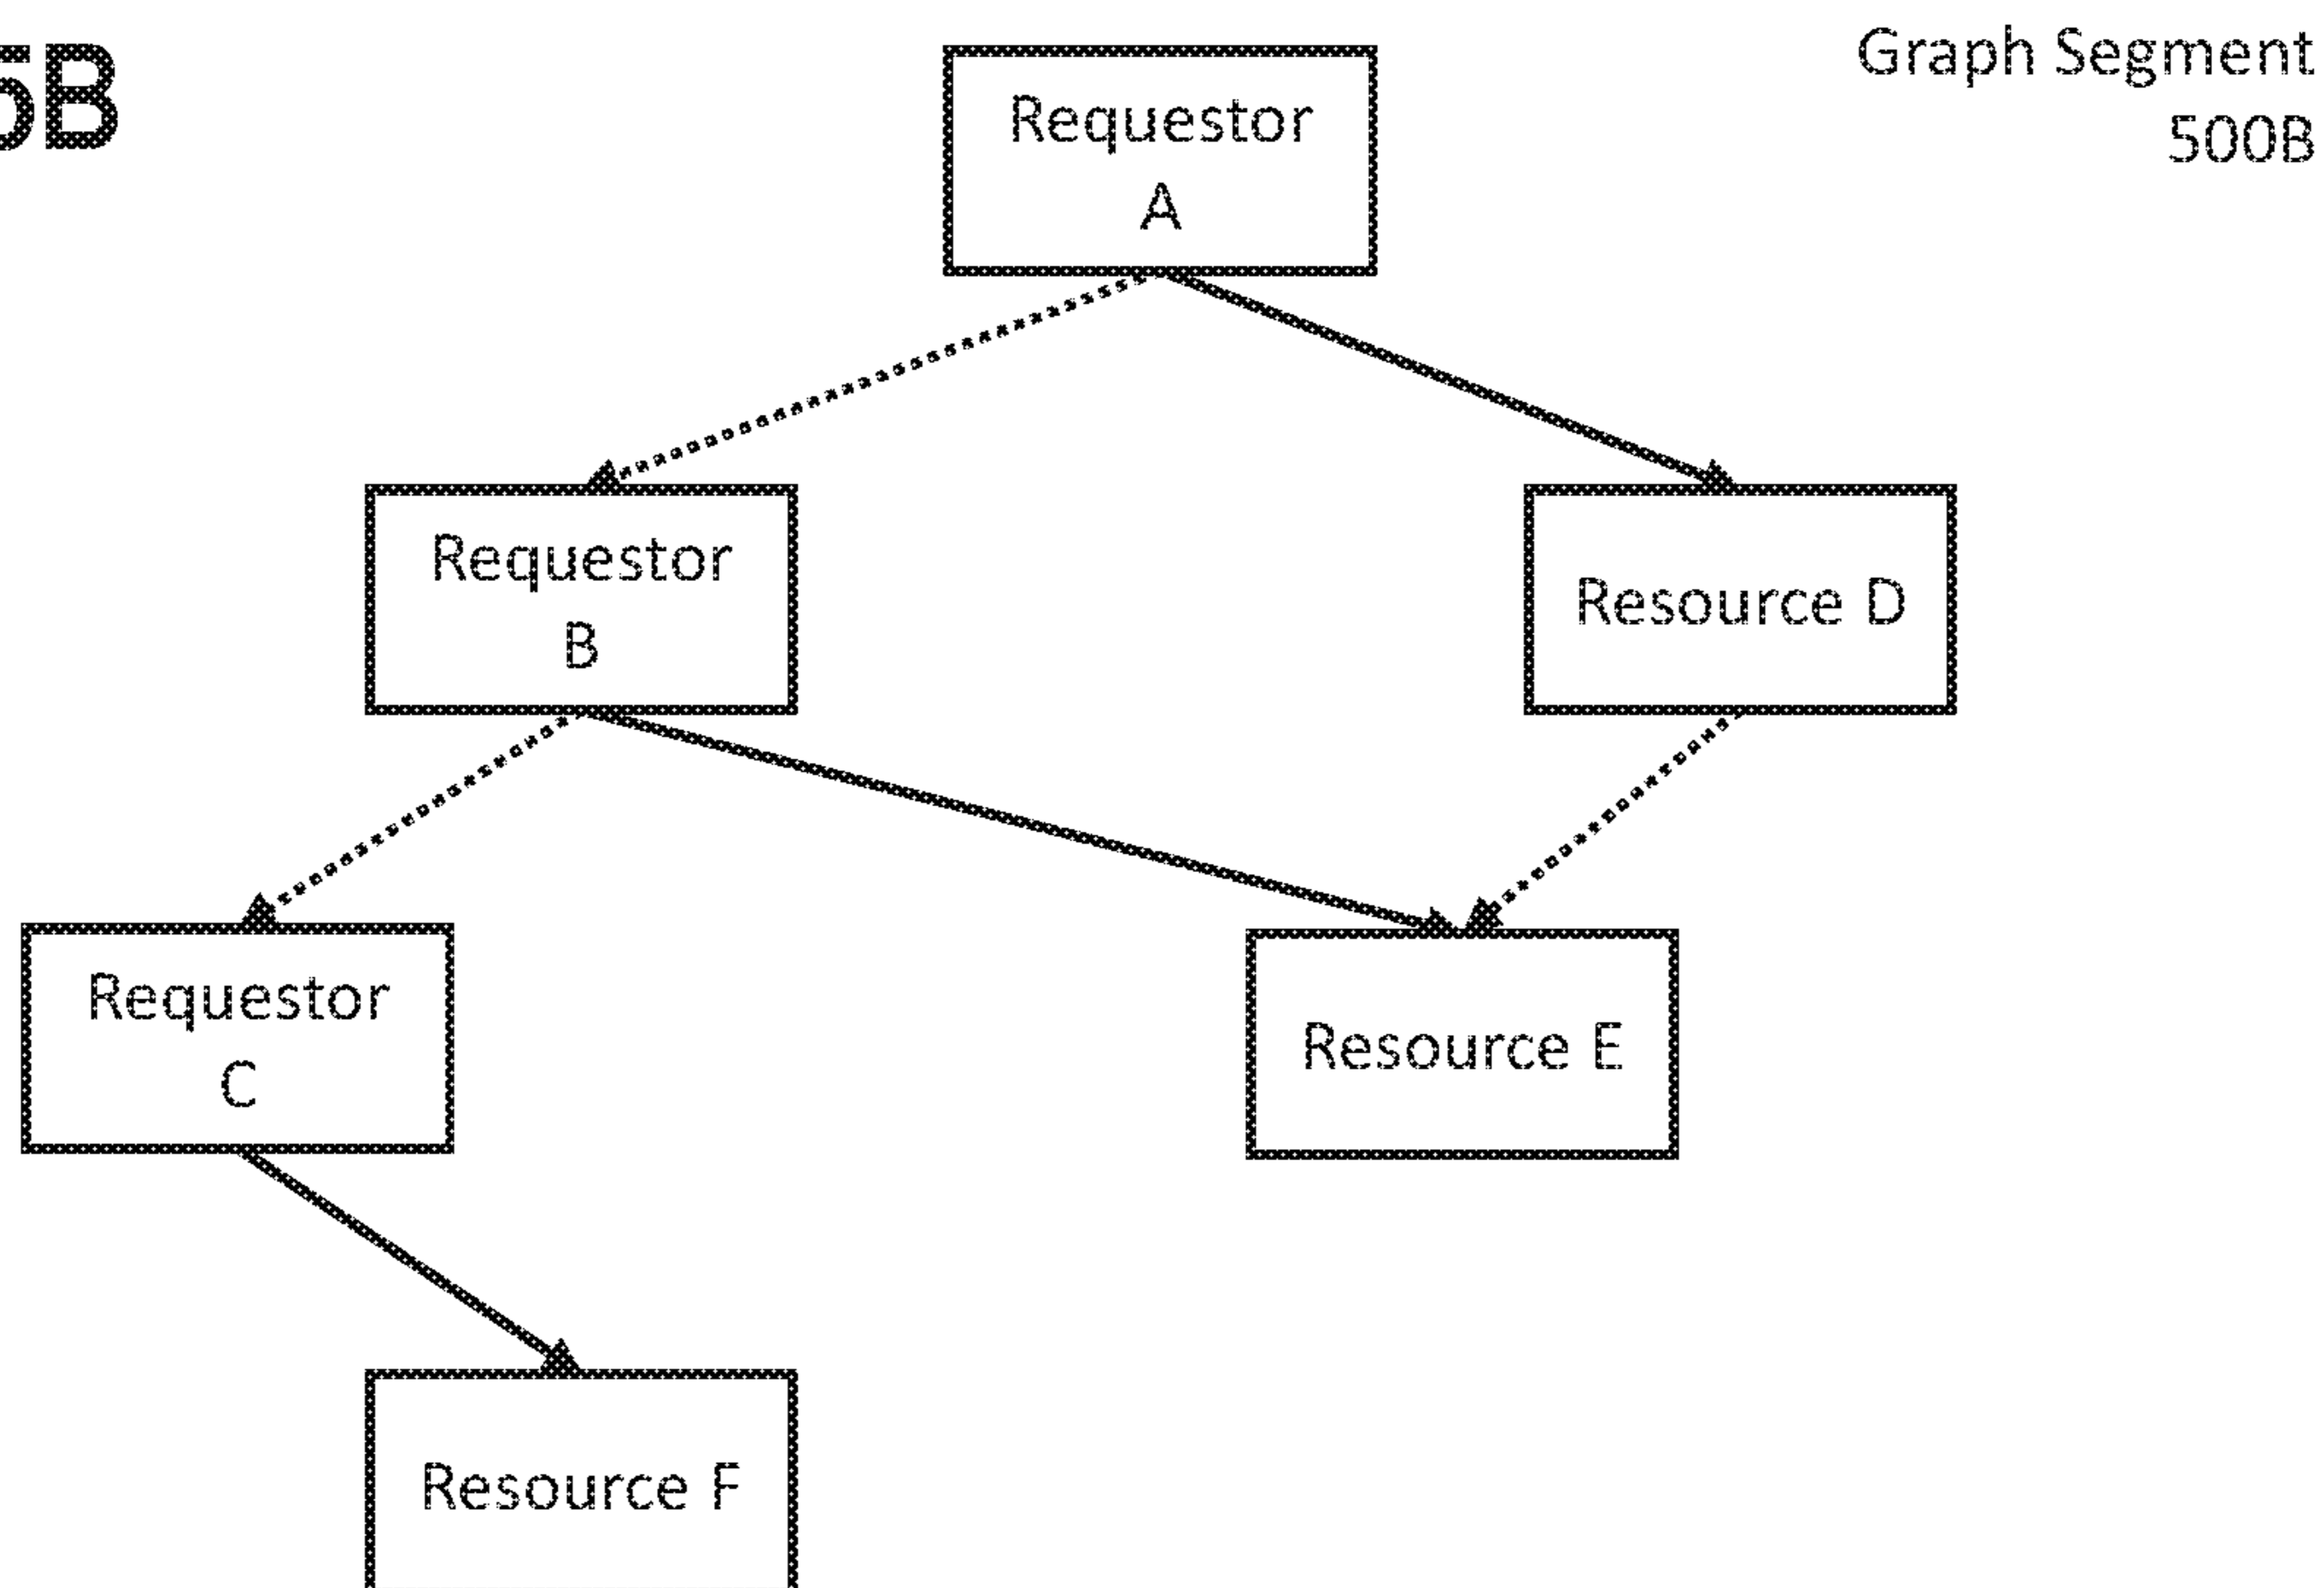 5B
Graph Segment
500B
Requestor
A
Requestor
B
Resource D
Requestor
C
Resource E
Resource F